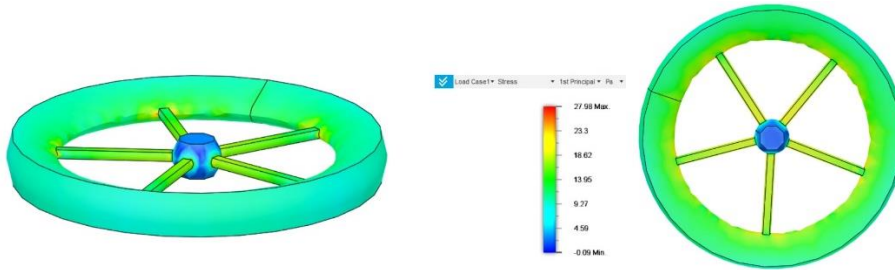 Load Case1 Stress 1st Principal Pa
27.98 Max.
23.3
18.62
13.95
9.27
4.59
-0.09 Min.